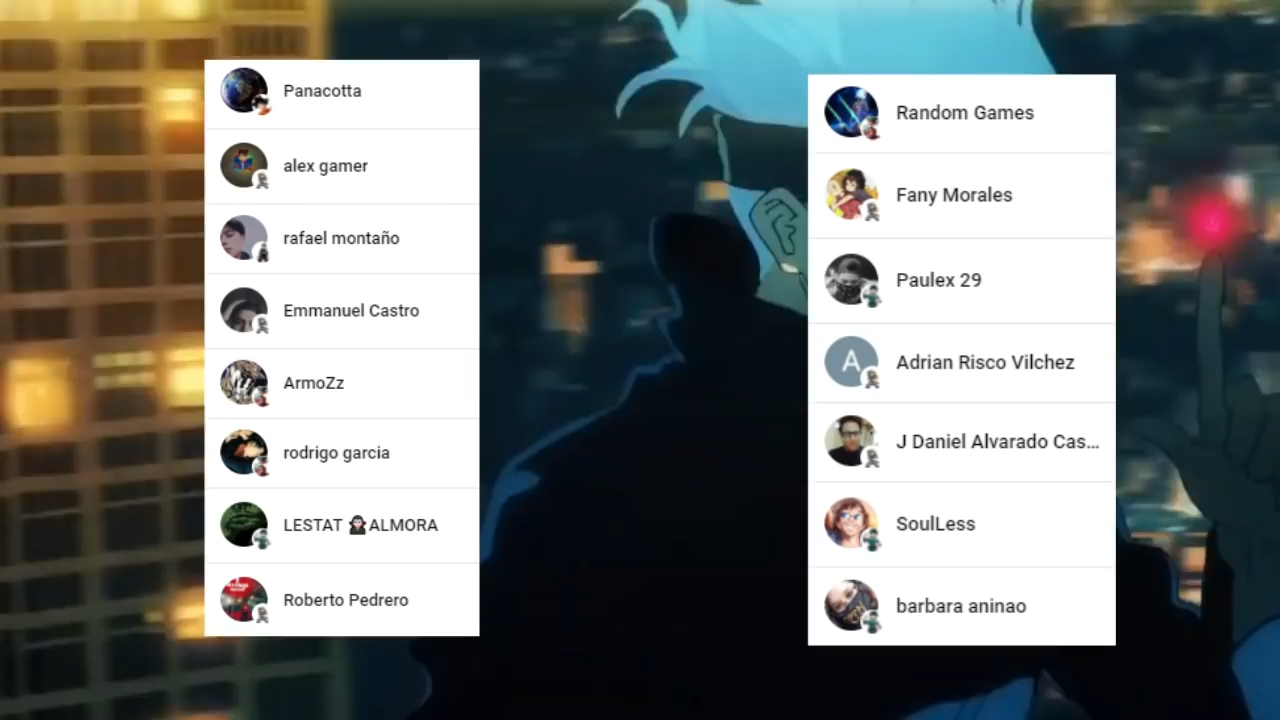 Panacotta
alex gamer
rafael montaño
Emmanuel Castro
ArmoZz
rodrigo garcia
LESTAT 🧛🏻ALMORA
Roberto Pedrero
Random Games
Fany Morales
Paulex 29
A
Adrian Risco Vilchez
J Daniel Alvarado Cas...
SoulLess
barbara aninao